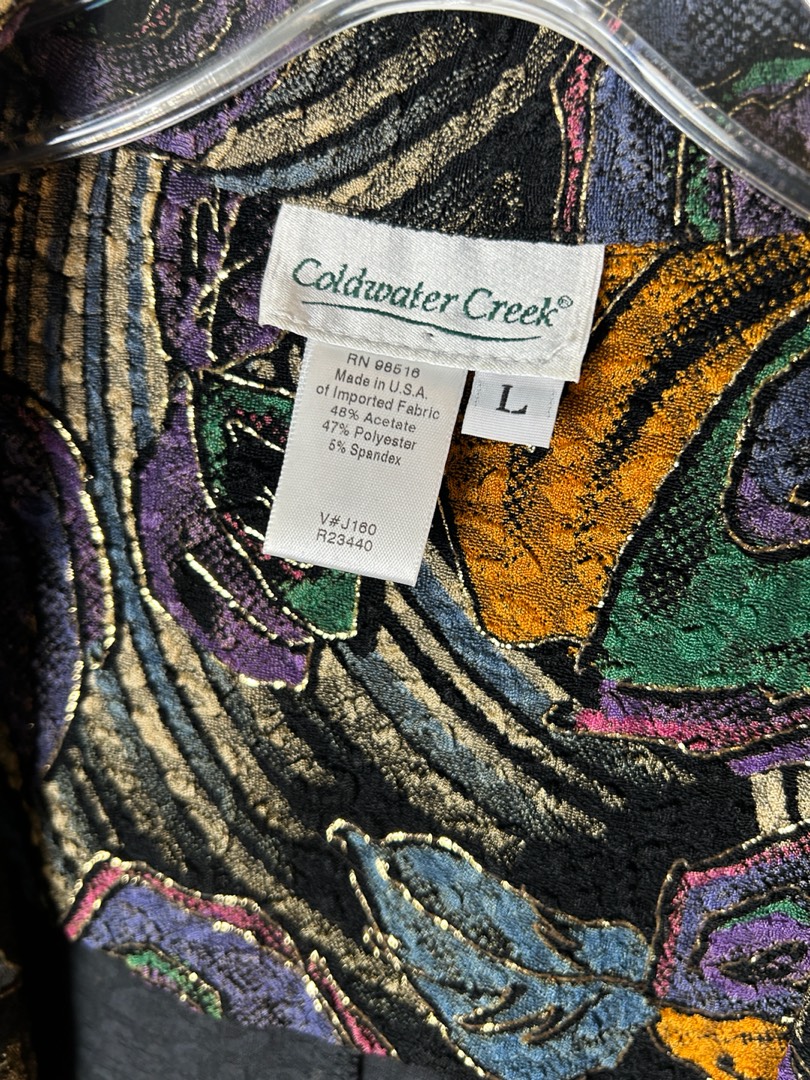 Coldwater Creek®
RN 98516
Made in U.S.A.
of Imported Fabric
48% Acetate
47% Polyester
5% Spandex
V#J160
R23440
L